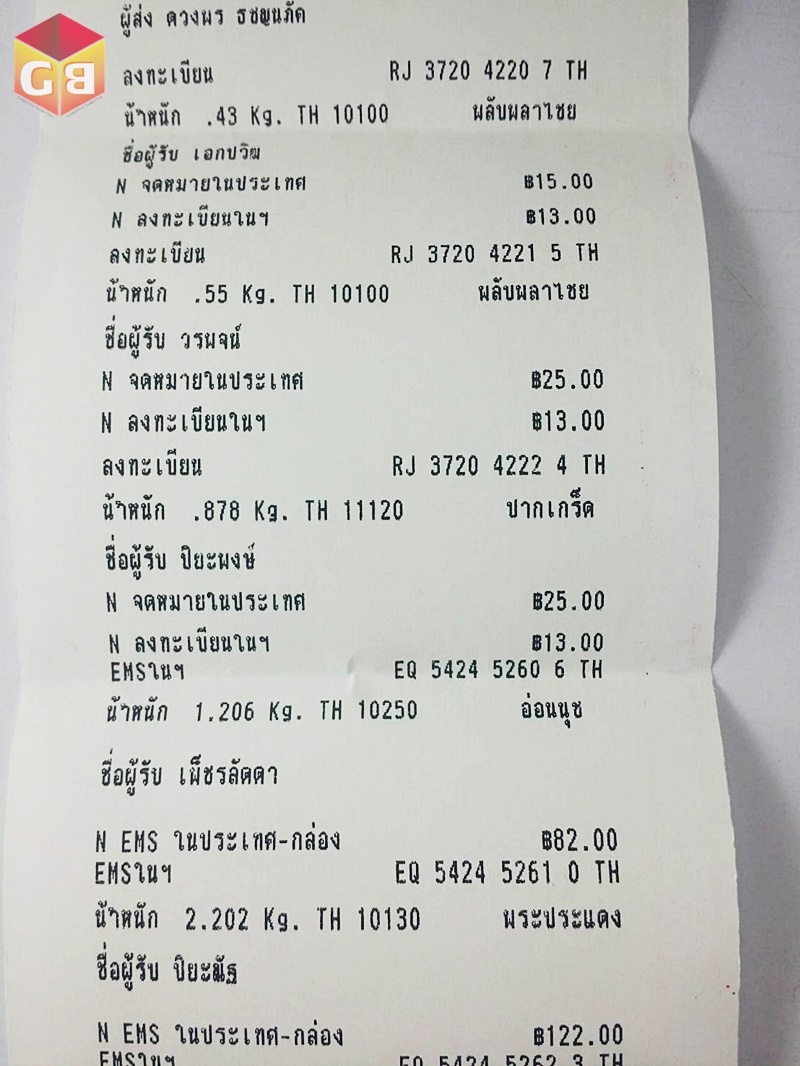 GB
ผู้ส่ง ดวงพร ธชญนภัค
ลงทะเบียน RJ 3720 4220 7 TH
น้ำหนัก .43 Kg. TH 10100 พลับพลาไชย
ชื่อผู้รับ เอกปวิฒ
N จดหมายในประเทศ ฿15.00
N ลงทะเบียนในฯ ฿13.00
ลงทะเบียน RJ 3720 4221 5 TH
น้ำหนัก .55 Kg. TH 10100 พลับพลาไชย
ชื่อผู้รับ วรพจน์
N จดหมายในประเทศ ฿25.00
N ลงทะเบียนในฯ ฿13.00
ลงทะเบียน RJ 3720 4222 4 TH
น้ำหนัก .878 Kg. TH 11120 ปากเกร็ด
ชื่อผู้รับ ปิยะพงษ์
N จดหมายในประเทศ ฿25.00
N ลงทะเบียนในฯ ฿13.00
EMSในฯ EQ 5424 5260 6 TH
น้ำหนัก 1.206 Kg. TH 10250 อ่อนนุช
ชื่อผู้รับ เพ็ชรลัดดา
N EMS ในประเทศ-กล่อง ฿82.00
EMSในฯ EQ 5424 5261 0 TH
น้ำหนัก 2.202 Kg. TH 10130 พระประแดง
ชื่อผู้รับ ปิยะณัฐ
N EMS ในประเทศ-กล่อง ฿122.00
EMSในฯ EQ 5424 5262 3 TH